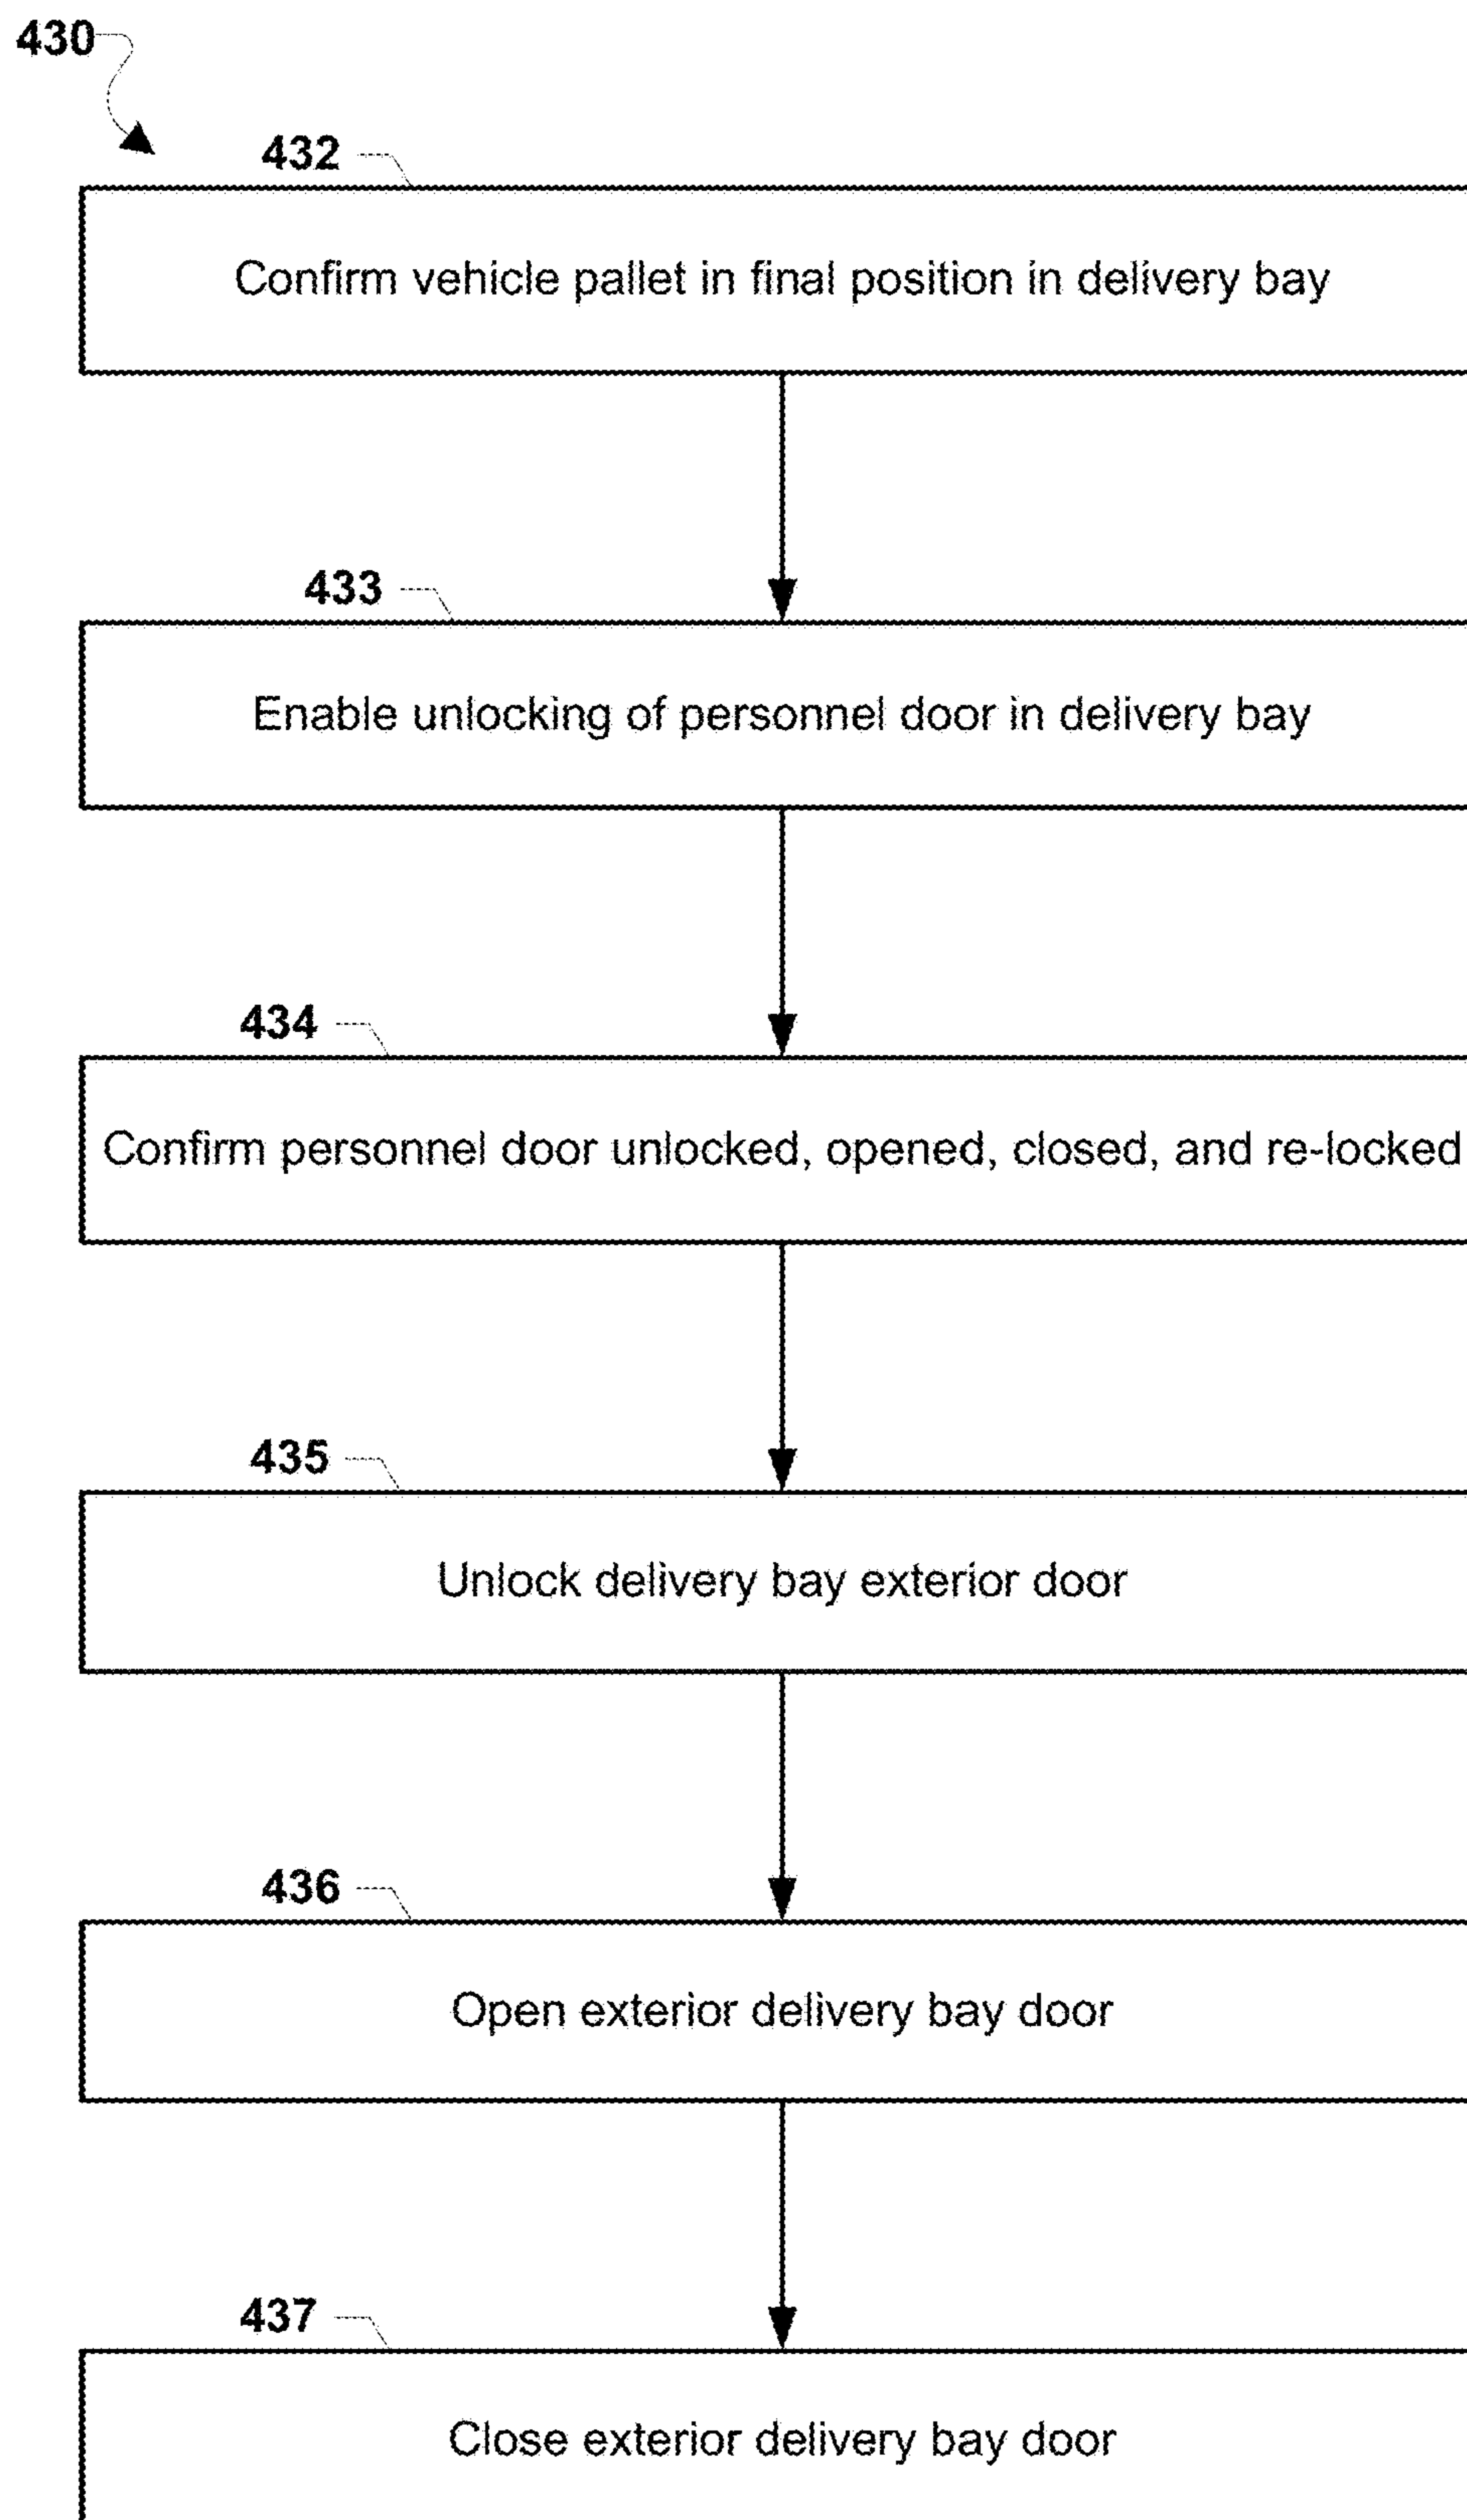 430
432
Confirm vehicle pallet in final position in delivery bay
433
Enable unlocking of personnel door in delivery bay
434
Confirm personnel door unlocked, opened, closed, and re-locked
435
Unlock delivery bay exterior door
436
Open exterior delivery bay door
437
Close exterior delivery bay door